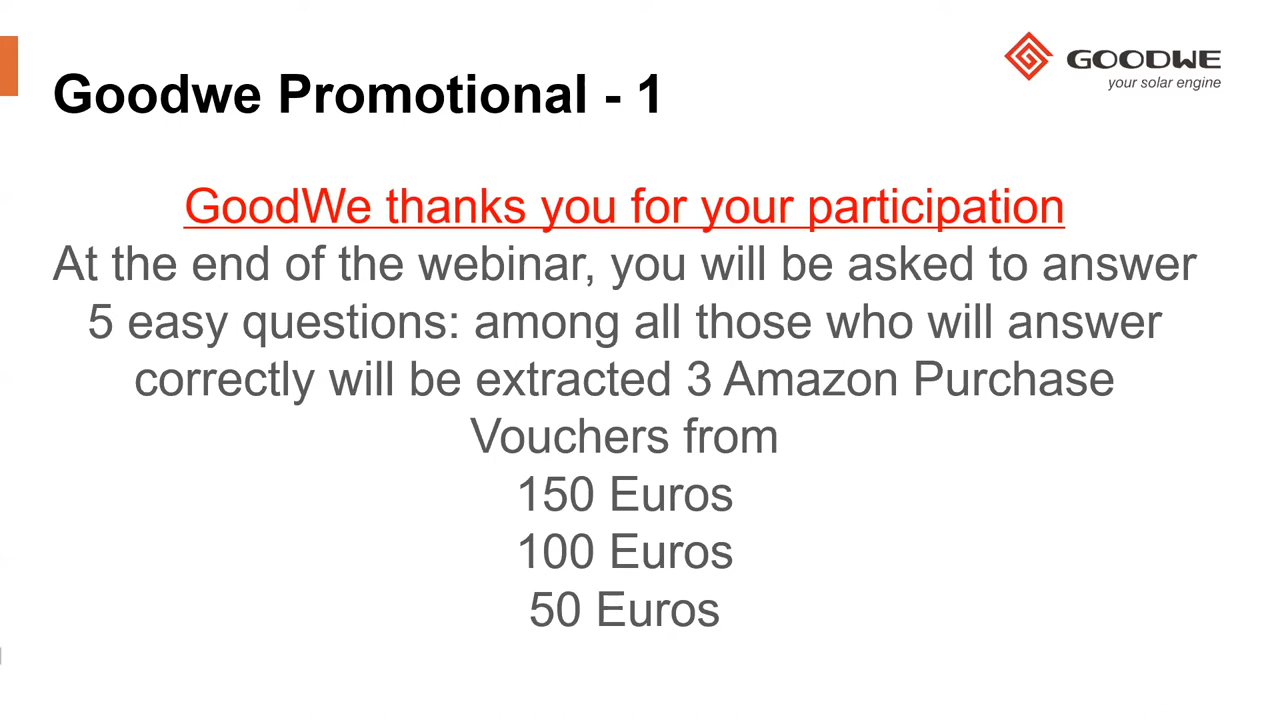 GOODWE
your solar engine
Goodwe Promotional - 1
GoodWe thanks you for your participation
At the end of the webinar, you will be asked to answer
5 easy questions: among all those who will answer
correctly will be extracted 3 Amazon Purchase
Vouchers from
150 Euros
100 Euros
50 Euros